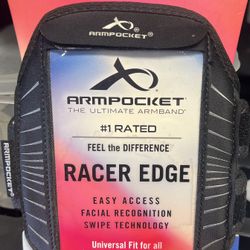 ARMPOCKET®
ARMPOCKET®
THE ULTIMATE ARMBAND™
#1 RATED
FEEL the DIFFERENCE
RACER EDGE
EASY ACCESS
FACIAL RECOGNITION
SWIPE TECHNOLOGY
Universal Fit for all
ARMPOCKET®